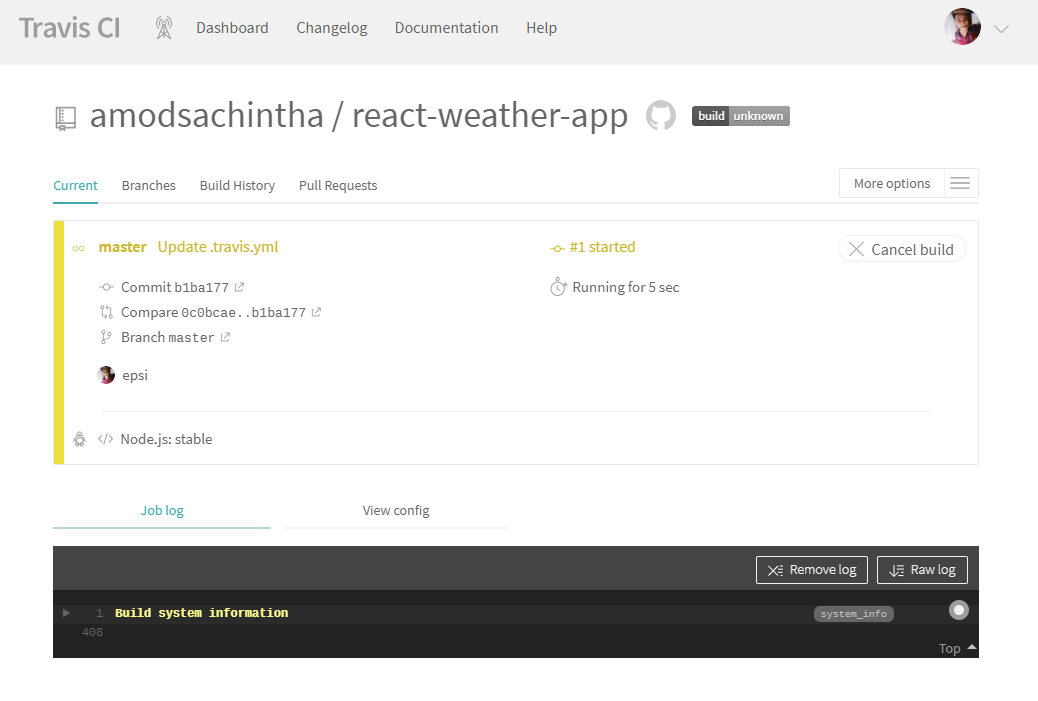 Travis CI Dashboard Changelog Documentation Help
amodsachintha / react-weather-app build unknown
Current Branches Build History Pull Requests More options
master Update .travis.yml #1 started Cancel build
Commit b1ba177 Running for 5 sec
Compare 0c0bcae..b1ba177
Branch master
epsi
Node.js: stable
Job log View config
Remove log Raw log
1 Build system information system_info
408
Top